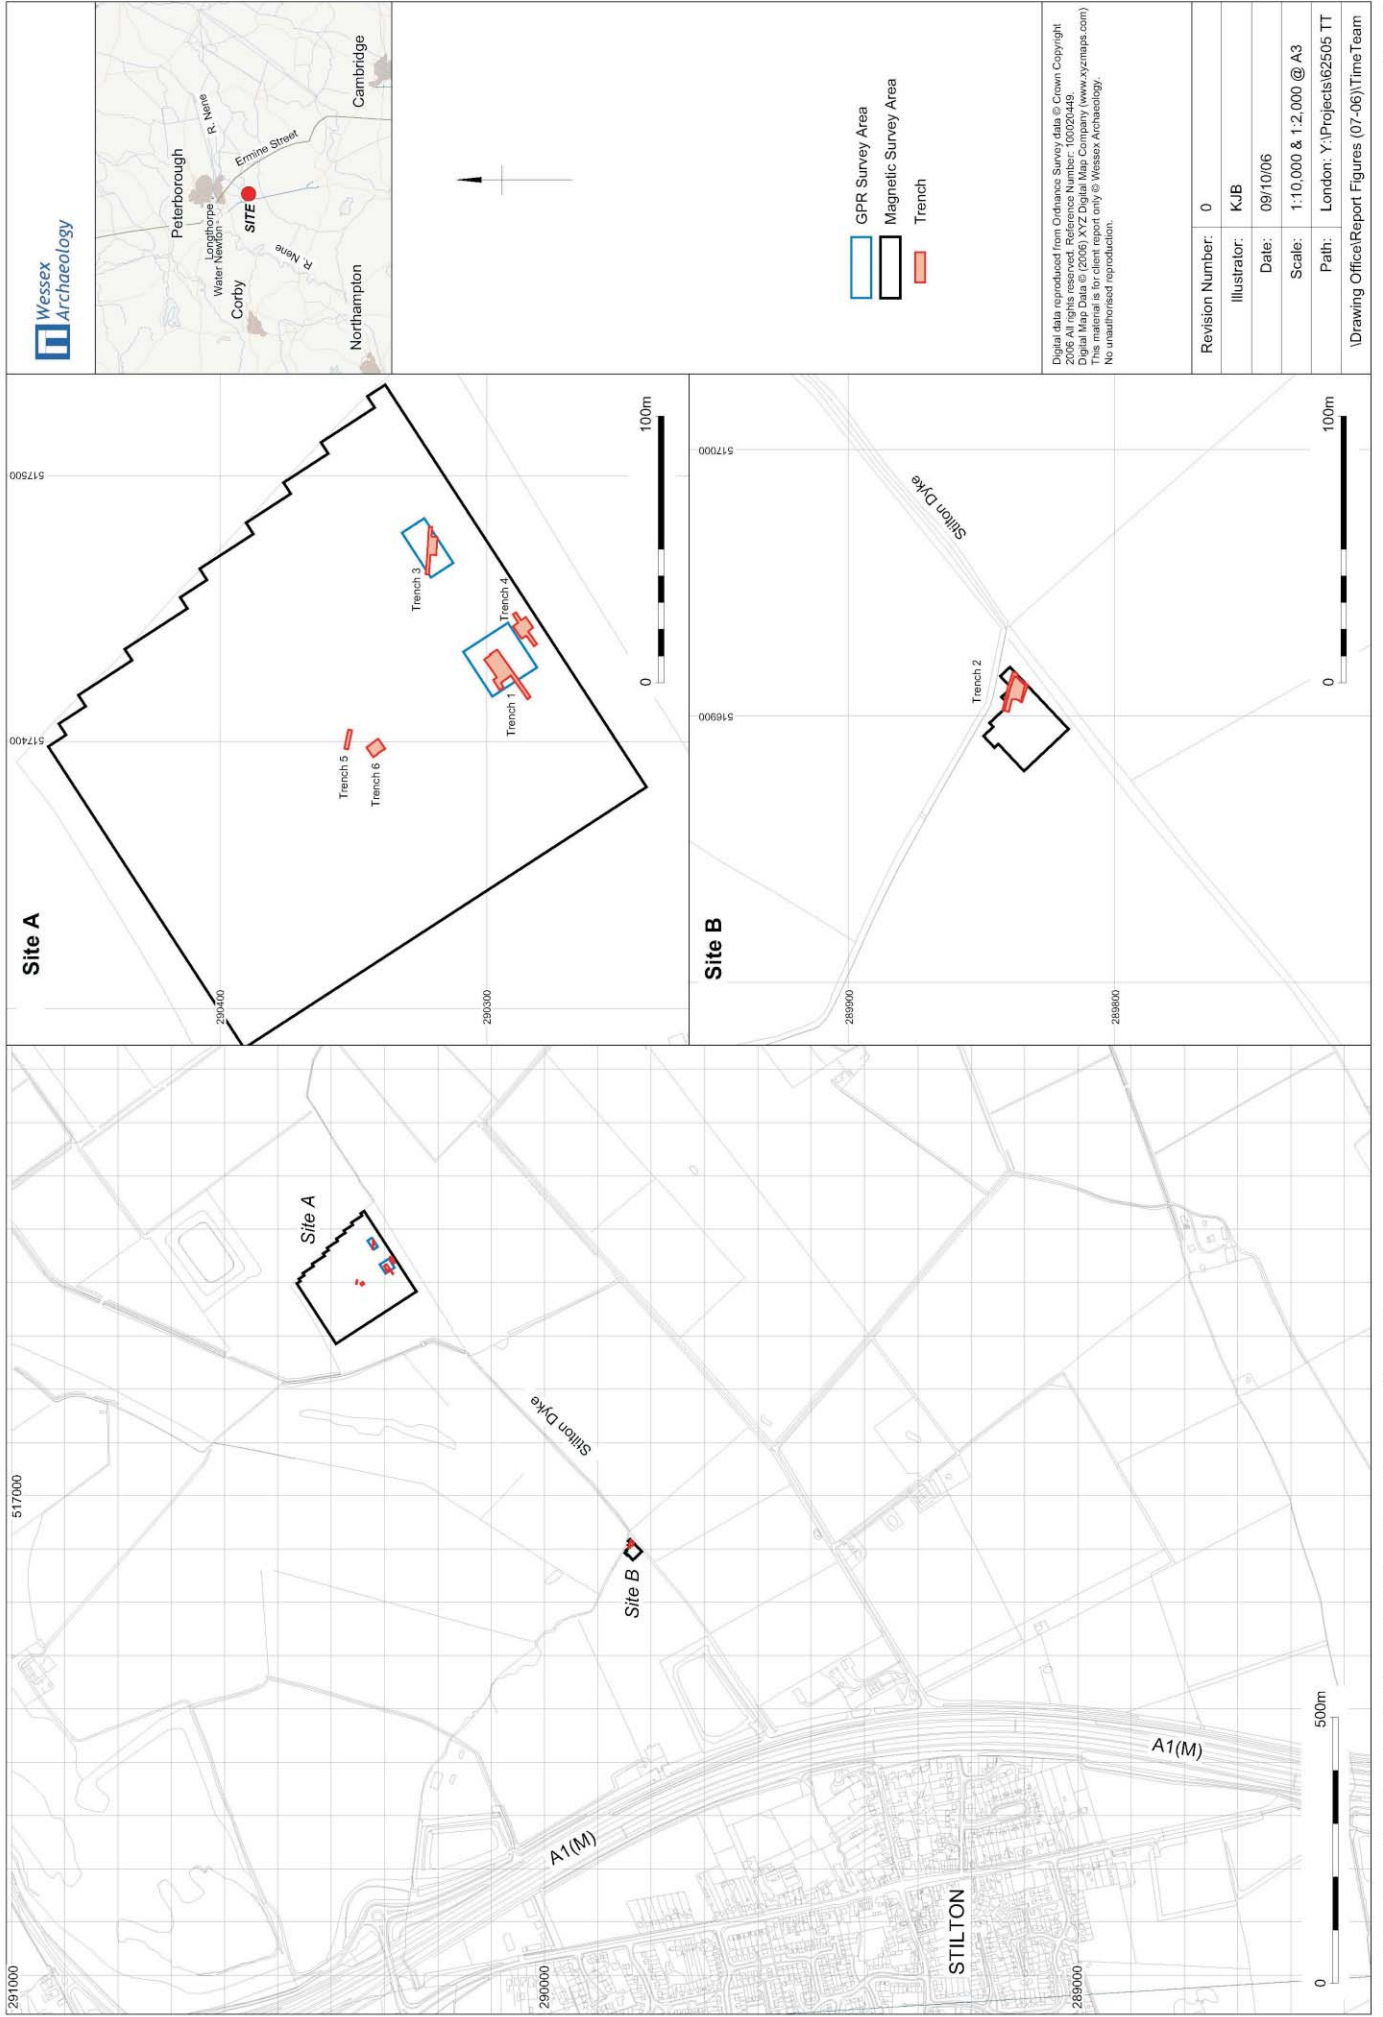 Wessex
Archaeology
Peterborough
R. Nene
Longthorpe
Water Newton
Ermine Street
SITE
Corby
R. Nene
Cambridge
Northampton
GPR Survey Area
Magnetic Survey Area
Trench
Digital data reproduced from Ordnance Survey data © Crown Copyright
2006 All rights reserved. Reference Number: 100020449.
Digital Map Data © (2006) XYZ Digital Map Company (www.xyzmaps.com)
This material is for client report only © Wessex Archaeology.
No unauthorised reproduction.
Revision Number: 0
Illustrator: KJB
Date: 09/10/06
Scale: 1:10,000 & 1:2,000 @ A3
Path: London: Y:\Projects\62505 TT
\Drawing Office\Report Figures (07-06)\TimeTeam
Site A
517500
517400
290400
290300
Trench 3
Trench 4
Trench 1
Trench 5
Trench 6
0 100m
Site B
517000
516900
289900
289800
Stilton Dyke
Trench 2
0 100m
291000
517000
290000
289000
Site A
Stilton Dyke
Site B
A1(M)
A1(M)
STILTON
0 500m